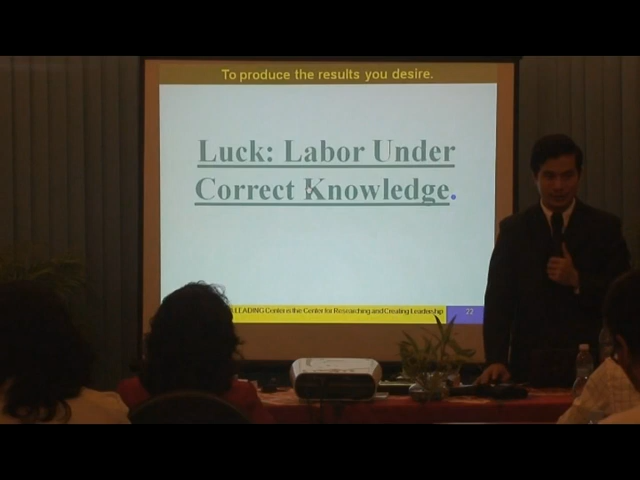 To produce the results you desire.
Luck: Labor Under
Correct Knowledge.
LEADING Center is the Center for Researching and Creating Leadership
22